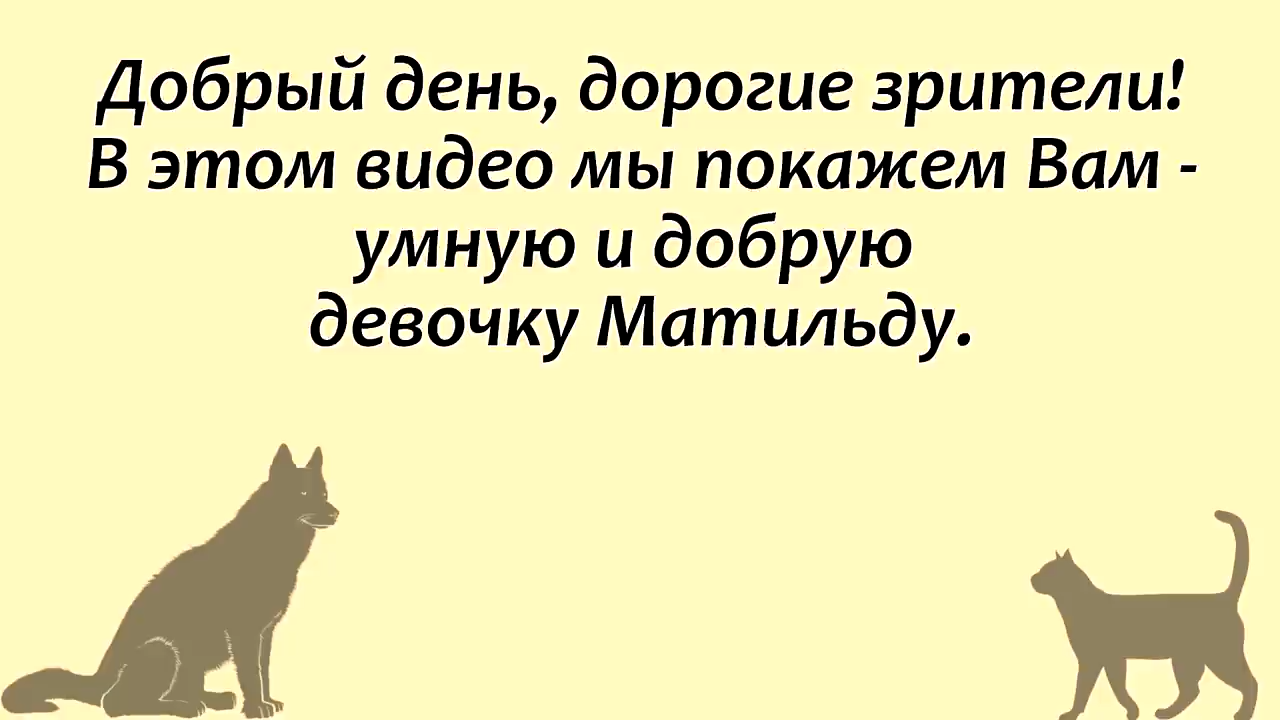 Добрый день, дорогие зрители!
В этом видео мы покажем Вам -
умную и добрую
девочку Матильду.